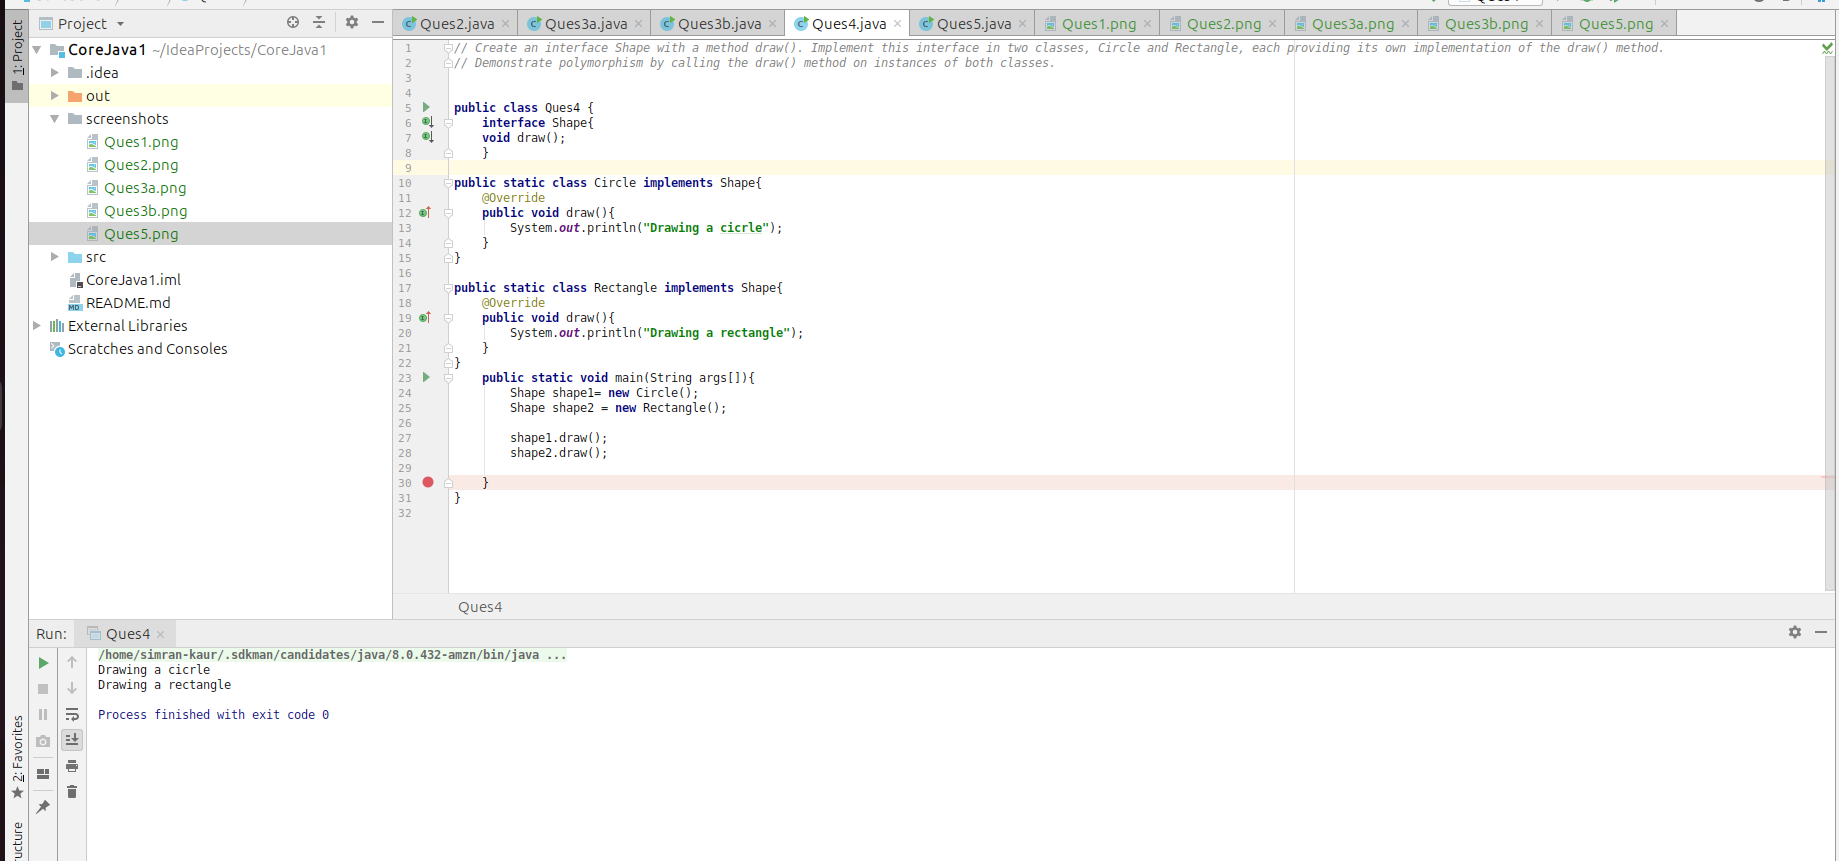 Project
Ques2.java
Ques3a.java
Ques3b.java
Ques4.java
Ques5.java
Ques1.png
Ques2.png
Ques3a.png
Ques3b.png
Ques5.png
1: Project
CoreJava1 ~/IdeaProjects/CoreJava1
.idea
out
screenshots
Ques1.png
Ques2.png
Ques3a.png
Ques3b.png
Ques5.png
src
CoreJava1.iml
README.md
External Libraries
Scratches and Consoles
1 // Create an interface Shape with a method draw(). Implement this interface in two classes, Circle and Rectangle, each providing its own implementation of the draw() method.
2 // Demonstrate polymorphism by calling the draw() method on instances of both classes.
3
4
5 public class Ques4 {
6 interface Shape{
7 void draw();
8 }
9
10 public static class Circle implements Shape{
11 @Override
12 public void draw(){
13 System.out.println("Drawing a cicrle");
14 }
15 }
16
17 public static class Rectangle implements Shape{
18 @Override
19 public void draw(){
20 System.out.println("Drawing a rectangle");
21 }
22 }
23 public static void main(String args[]){
24 Shape shape1= new Circle();
25 Shape shape2 = new Rectangle();
26
27 shape1.draw();
28 shape2.draw();
29
30 }
31 }
32
Ques4
Run: Ques4
/home/simran-kaur/.sdkman/candidates/java/8.0.432-amzn/bin/java ...
Drawing a cicrle
Drawing a rectangle
Process finished with exit code 0
2: Favorites